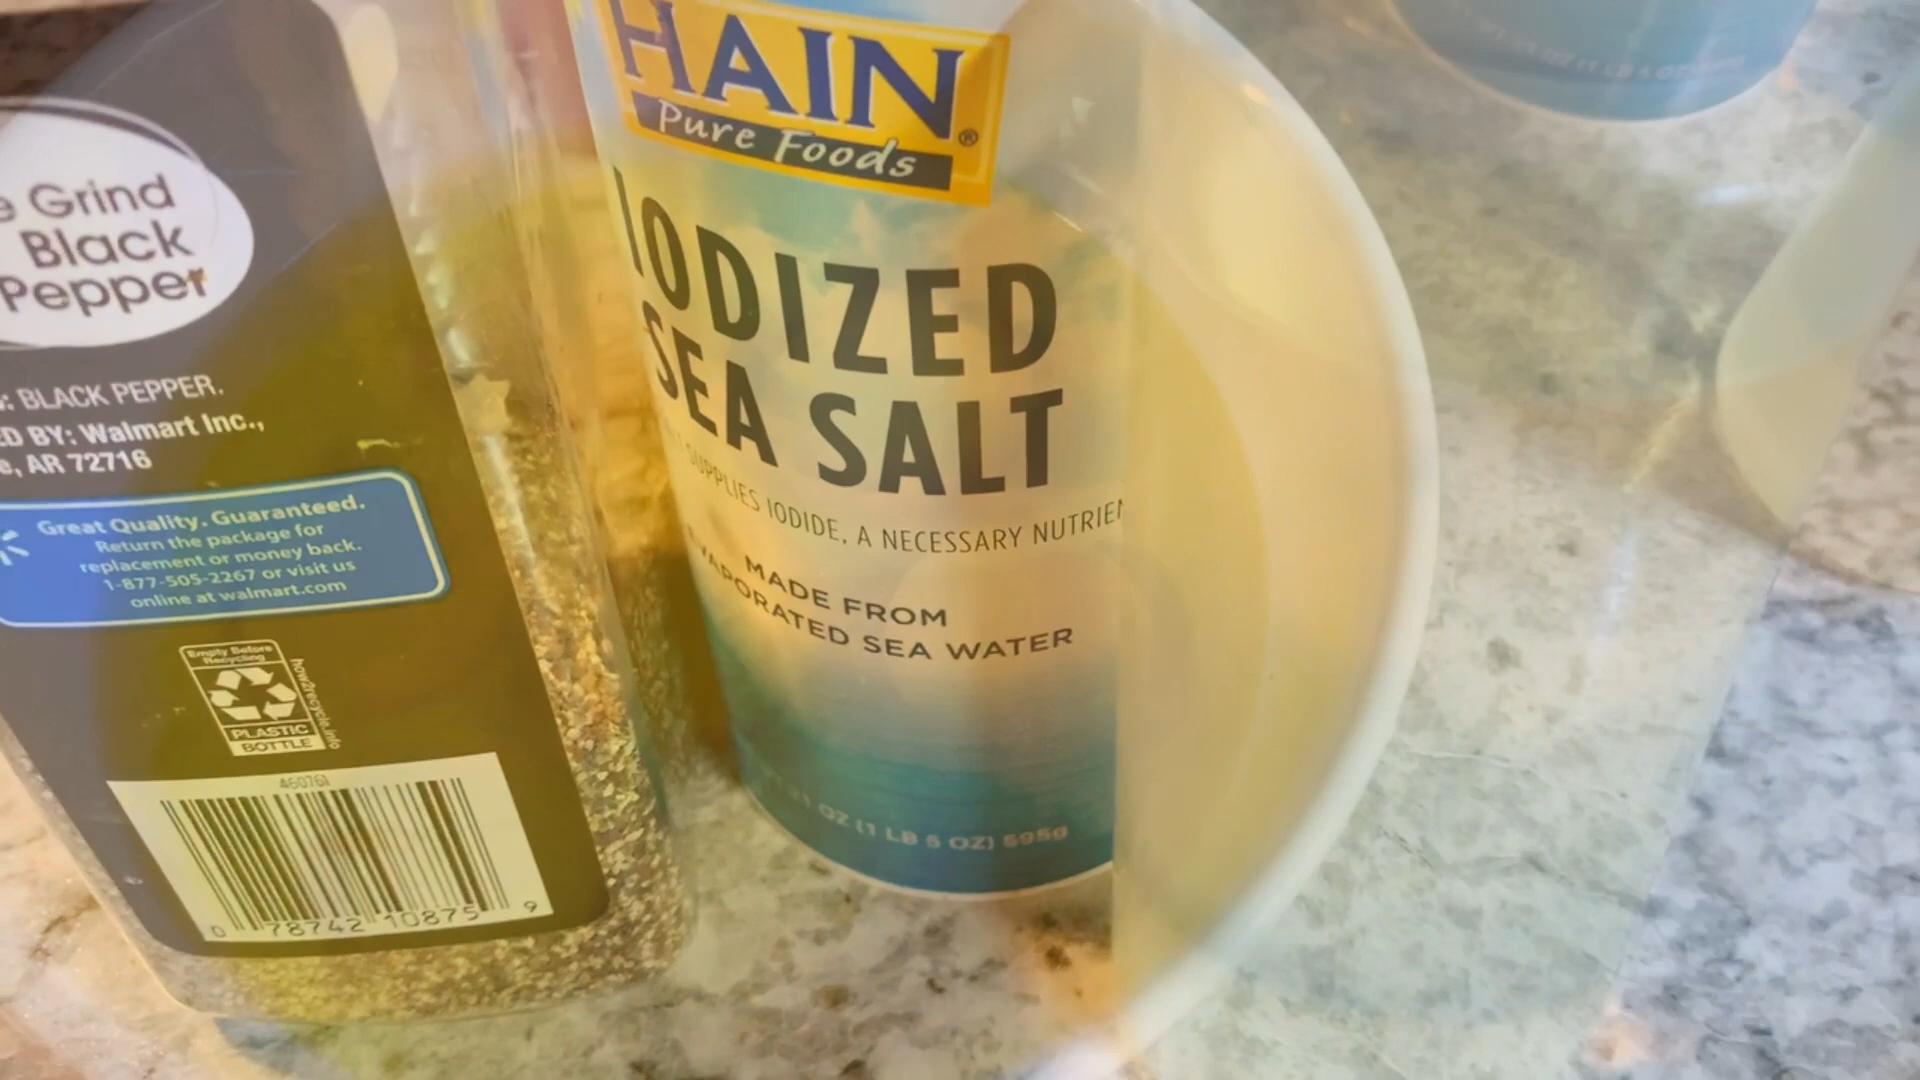 e Grind
Black
Pepper
: BLACK PEPPER.
ED BY: Walmart Inc.,
e, AR 72716
Great Quality. Guaranteed.
Return the package for
replacement or money back.
1-877-505-2267 or visit us
online at walmart.com
Empty Before
Recycling
how2recycle.info
PLASTIC
BOTTLE
460761
0 78742 10875 9
HAIN®
Pure Foods
IODIZED
SEA SALT
SUPPLIES IODIDE, A NECESSARY NUTRIEN
MADE FROM
EVAPORATED SEA WATER
OZ (1 LB 5 OZ) 595g